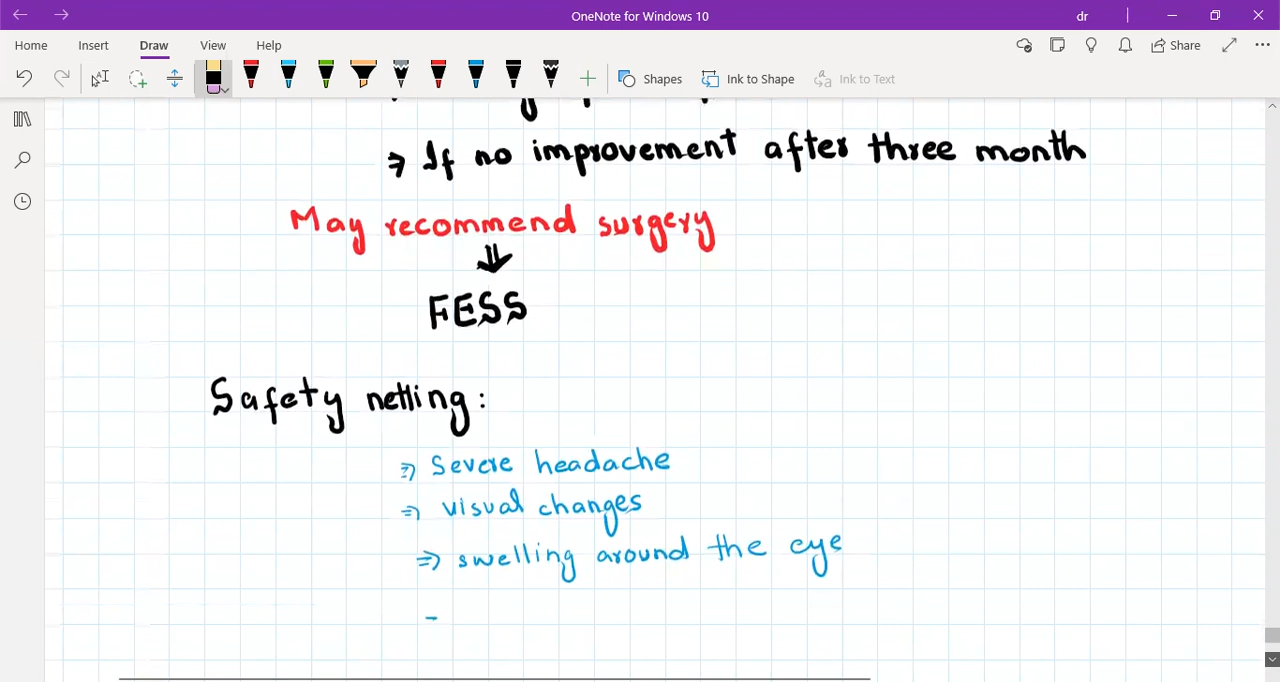 OneNote for Windows 10
dr
Home Insert Draw View Help
Share
Shapes
Ink to Shape
Ink to Text
⇒ If no improvement after three month
May recommend surgery
⇓
FESS
Safety netting:
⇒ Severe headache
⇒ visual changes
⇒ swelling around the eye